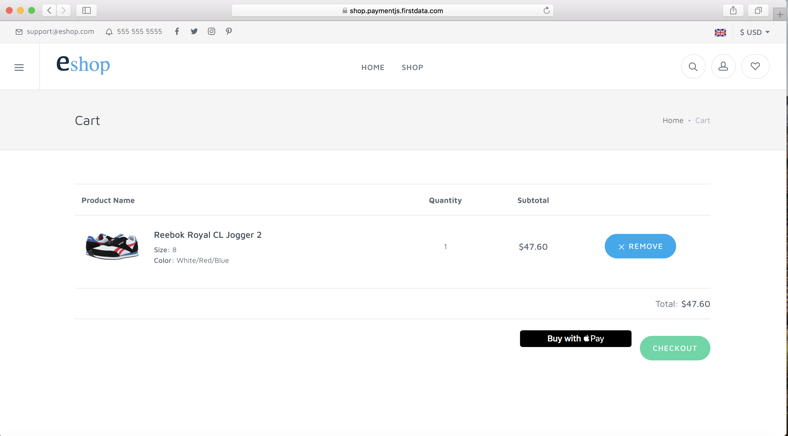 shop.paymentjs.firstdata.com
support@eshop.com 555 555 5555 $ USD
eshop HOME SHOP
Cart Home • Cart
Product Name Quantity Subtotal
Reebok Royal CL Jogger 2
Size: 8
1 $47.60 × REMOVE
Color: White/Red/Blue
Total: $47.60
Buy with Pay
CHECKOUT